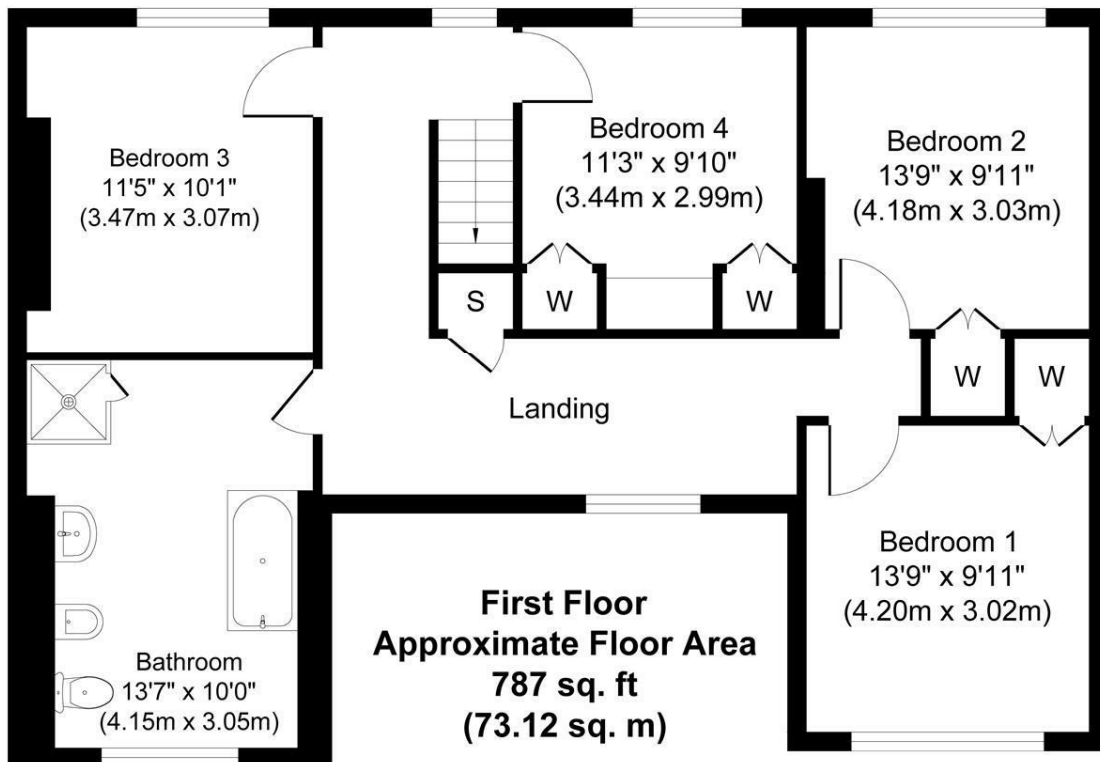 Bedroom 3
11'5" x 10'1"
(3.47m x 3.07m)
Bedroom 4
11'3" x 9'10"
(3.44m x 2.99m)
Bedroom 2
13'9" x 9'11"
(4.18m x 3.03m)
S
W
W
W
W
Landing
Bedroom 1
13'9" x 9'11"
(4.20m x 3.02m)
Bathroom
13'7" x 10'0"
(4.15m x 3.05m)
First Floor
Approximate Floor Area
787 sq. ft
(73.12 sq. m)